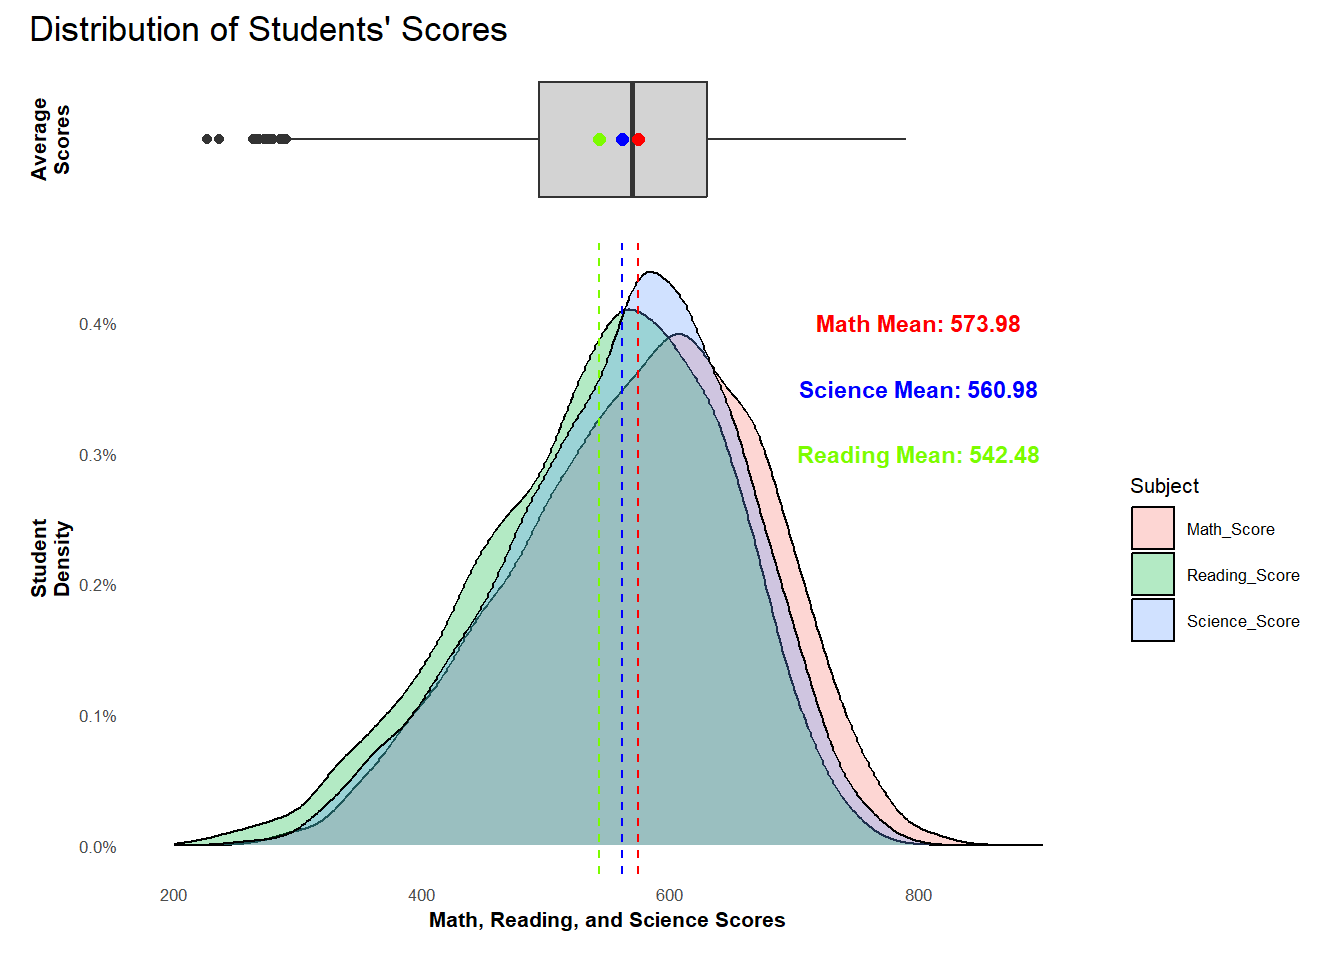 Distribution of Students' Scores
Average
Scores
Math Mean: 573.98
Science Mean: 560.98
Reading Mean: 542.48
Student
Density
0.4%
0.3%
0.2%
0.1%
0.0%
200
400
600
800
Math, Reading, and Science Scores
Subject
Math_Score
Reading_Score
Science_Score